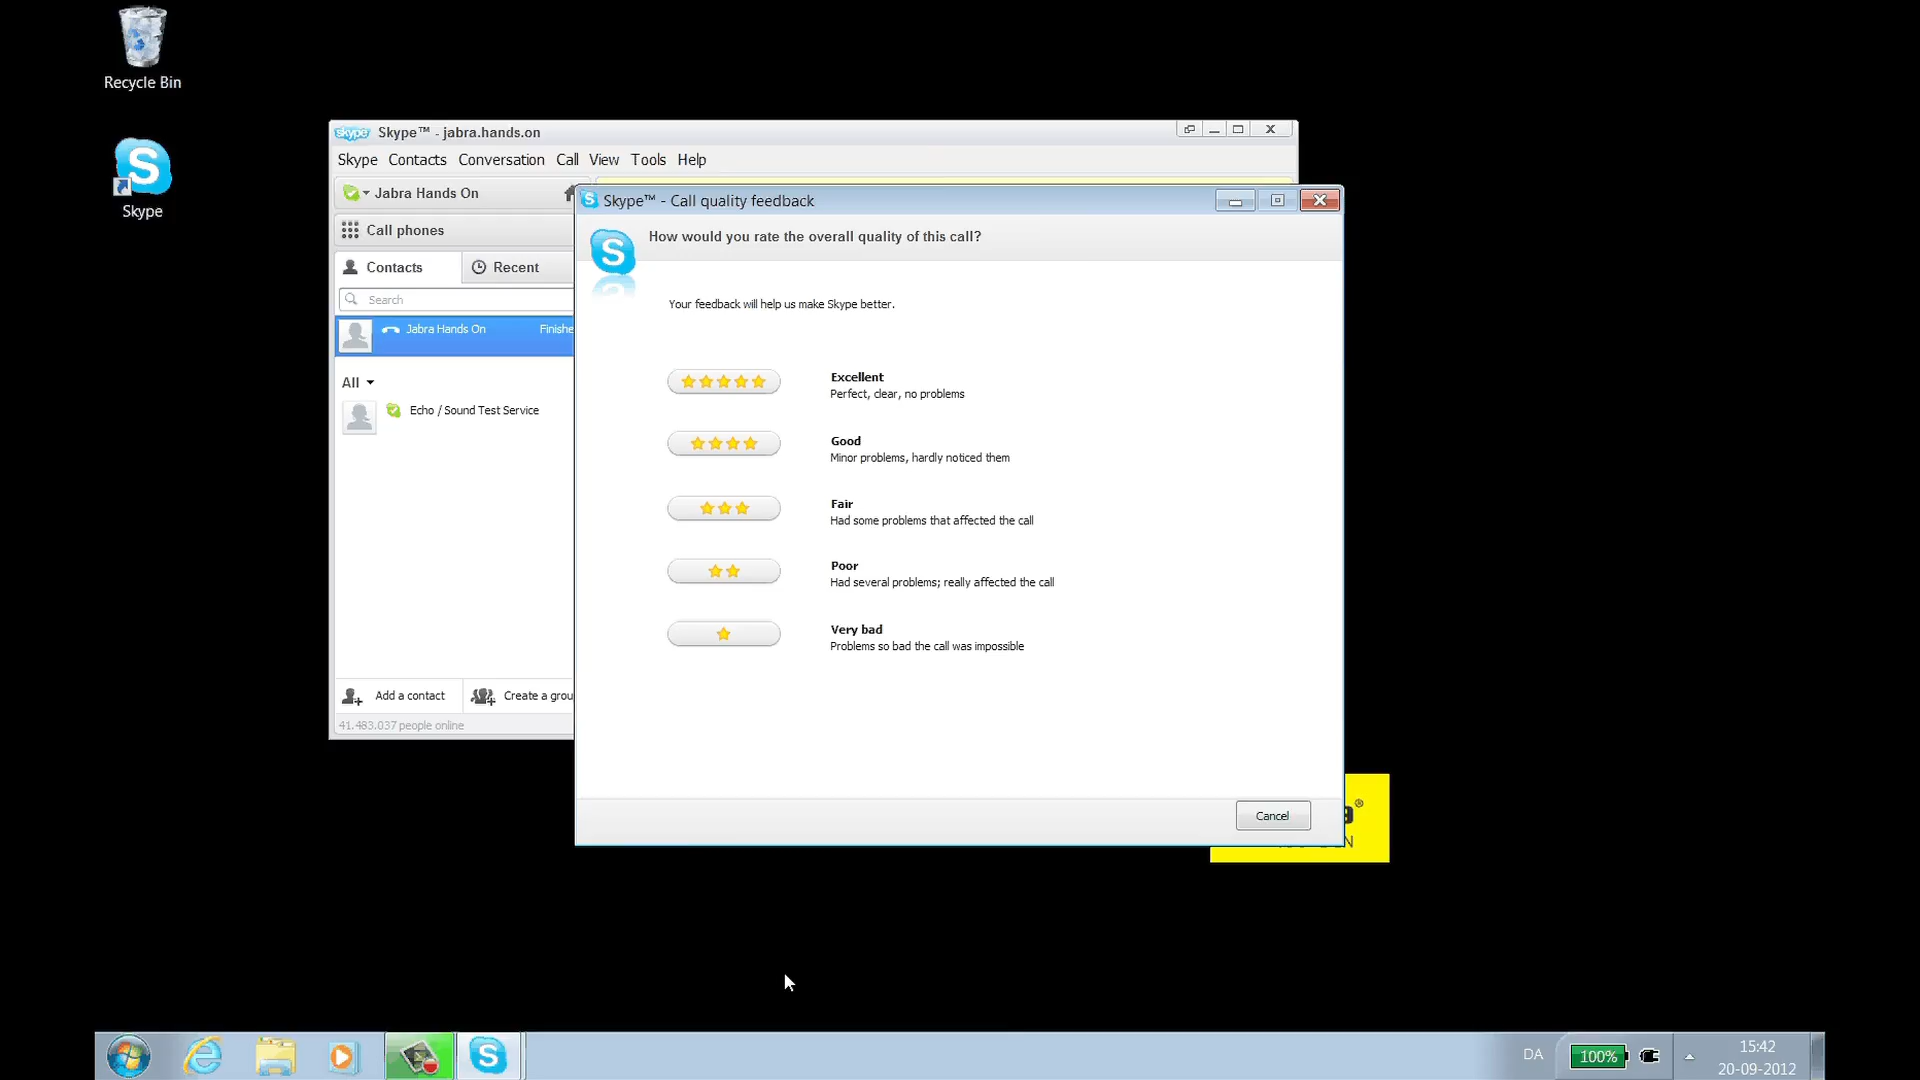 Recycle Bin
Skype
Skype™ - jabra.hands.on
Skype Contacts Conversation Call View Tools Help
Jabra Hands On
Call phones
Contacts Recent
Search
Jabra Hands On Finishe
All
Echo / Sound Test Service
Add a contact Create a grou
41.483.037 people online
Skype™ - Call quality feedback
How would you rate the overall quality of this call?
Your feedback will help us make Skype better.
Excellent
Perfect, clear, no problems
Good
Minor problems, hardly noticed them
Fair
Had some problems that affected the call
Poor
Had several problems; really affected the call
Very bad
Problems so bad the call was impossible
Cancel
DA 100% 15:42
20-09-2012